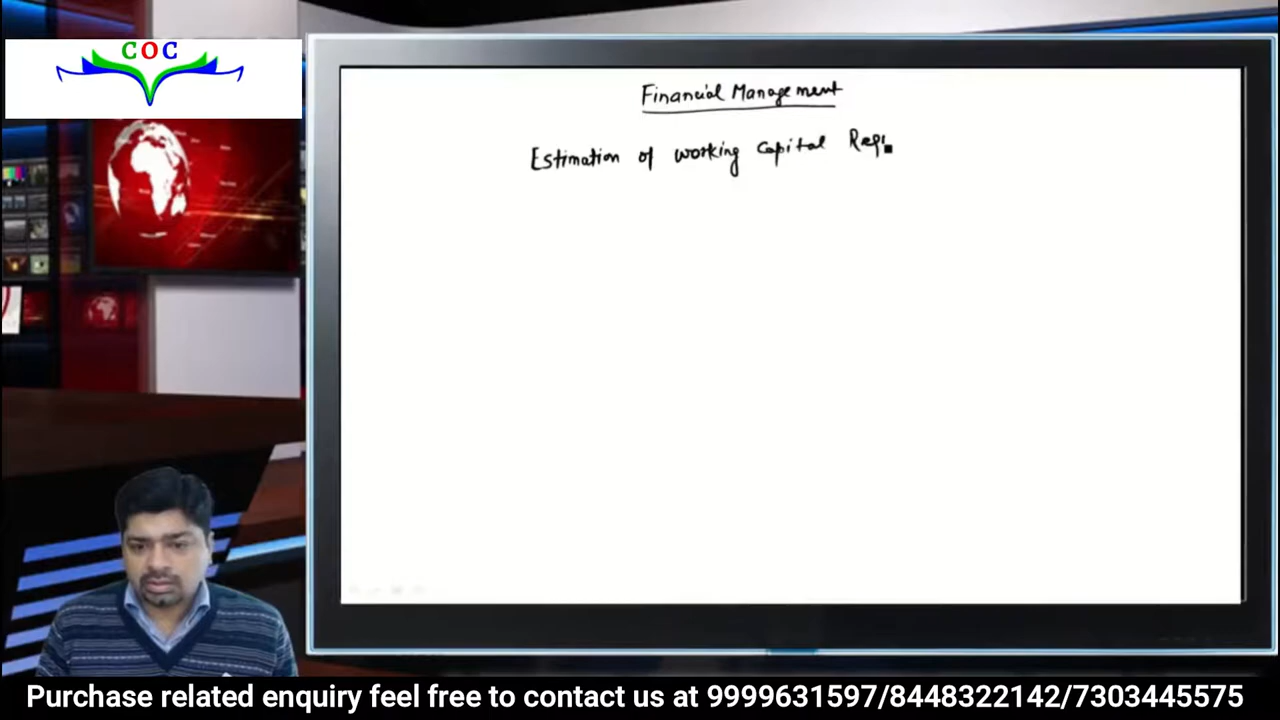 COC
Financial Management
Estimation of working capital Requ
Purchase related enquiry feel free to contact us at 9999631597/8448322142/7303445575